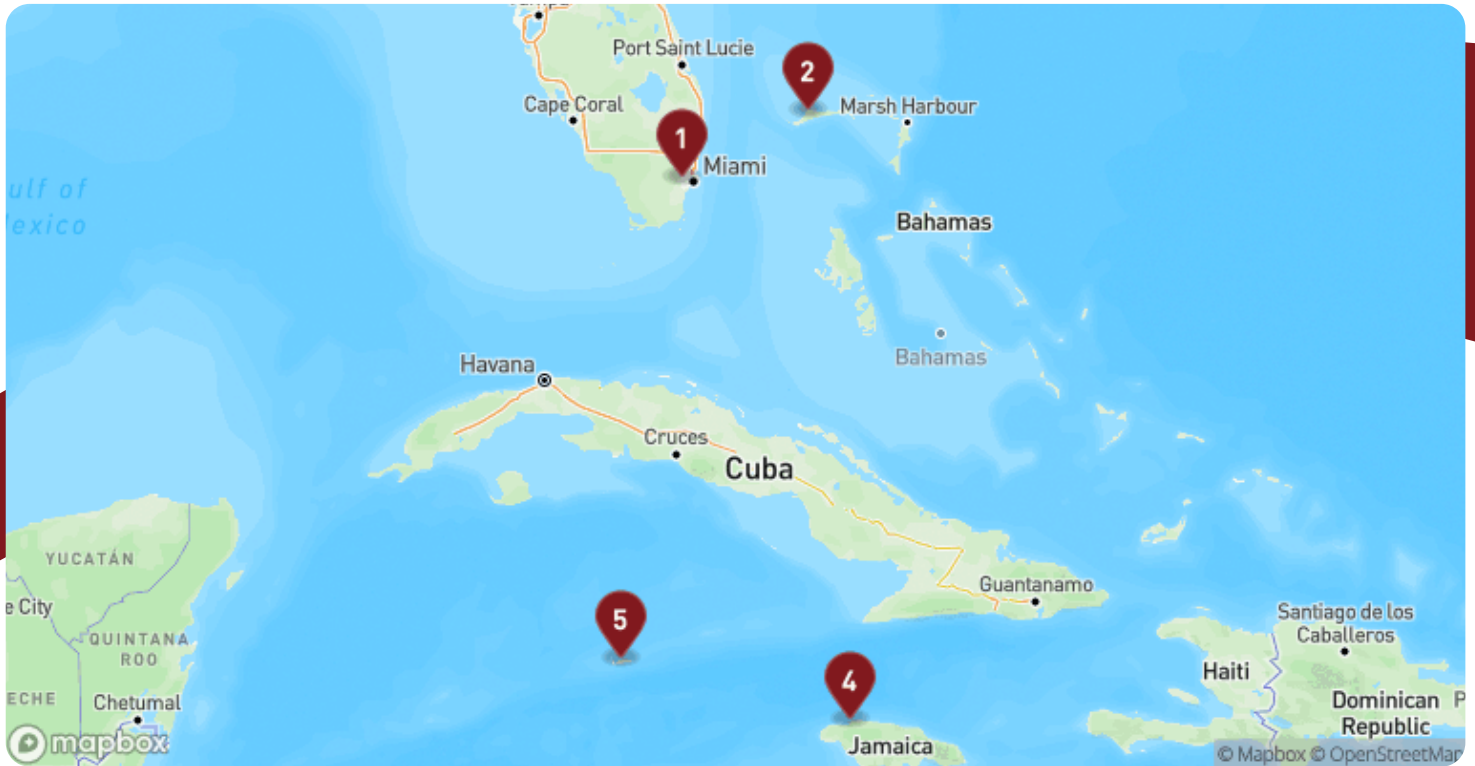 Port Saint Lucie
2
Cape Coral
Marsh Harbour
1
Miami
ulf of
exico
Bahamas
Havana
Bahamas
Cruces
Cuba
YUCATÁN
Guantanamo
e City
5
Santiago de los
Caballeros
QUINTANA
ROO
4
Haiti
ECHE
Chetumal
Dominican
Republic
P
Jamaica
mapbox
© Mapbox © OpenStreetMap